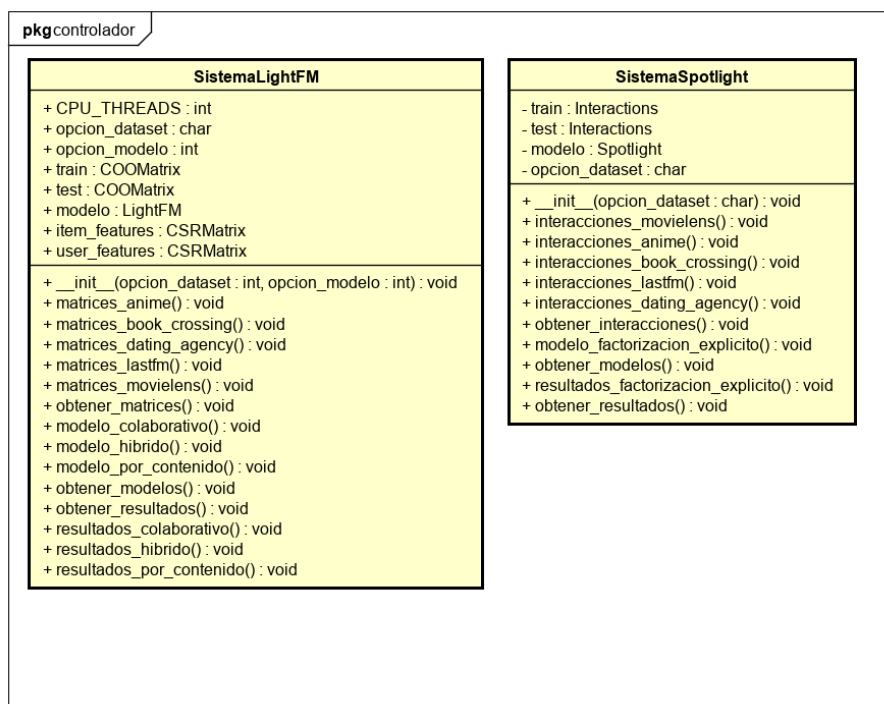 pkg controlador
SistemaLightFM
+ CPU_THREADS : int
+ opcion_dataset : char
+ opcion_modelo : int
+ train : COOMatrix
+ test : COOMatrix
+ modelo : LightFM
+ item_features : CSRMatrix
+ user_features : CSRMatrix
+ __init__(opcion_dataset : int, opcion_modelo : int) : void
+ matrices_anime() : void
+ matrices_book_crossing() : void
+ matrices_dating_agency() : void
+ matrices_lastfm() : void
+ matrices_movielens() : void
+ obtener_matrices() : void
+ modelo_colaborativo() : void
+ modelo_hibrido() : void
+ modelo_por_contenido() : void
+ obtener_modelos() : void
+ obtener_resultados() : void
+ resultados_colaborativo() : void
+ resultados_hibrido() : void
+ resultados_por_contenido() : void
SistemaSpotlight
- train : Interactions
- test : Interactions
- modelo : Spotlight
- opcion_dataset : char
+ __init__(opcion_dataset : char) : void
+ interacciones_movielens() : void
+ interacciones_anime() : void
+ interacciones_book_crossing() : void
+ interacciones_lastfm() : void
+ interacciones_dating_agency() : void
+ obtener_interacciones() : void
+ modelo_factorizacion_explicito() : void
+ obtener_modelos() : void
+ resultados_factorizacion_explicito() : void
+ obtener_resultados() : void